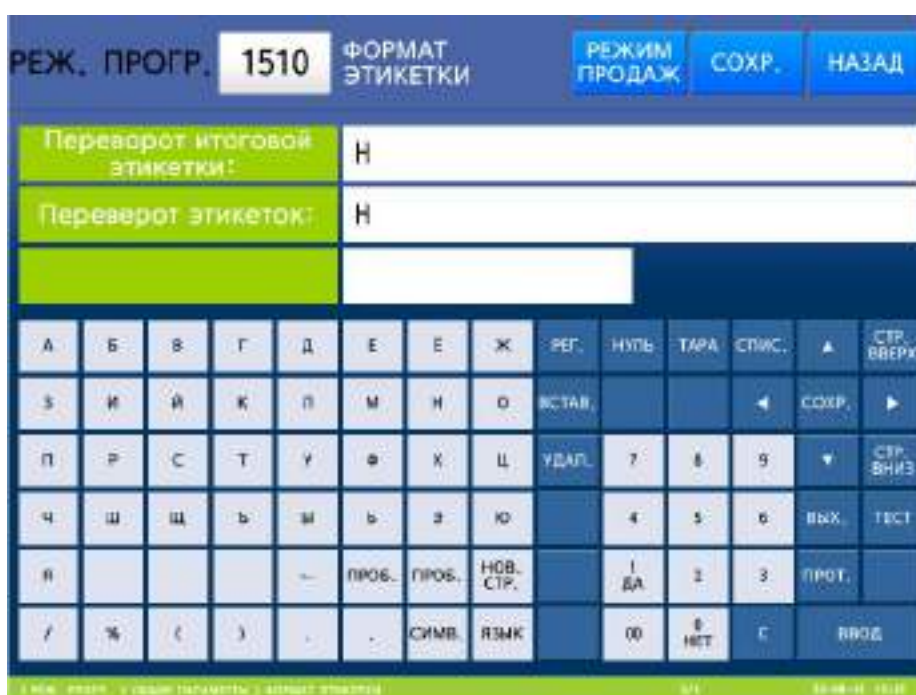 РЕЖ. ПРОГР. 1510 ФОРМАТ ЭТИКЕТКИ РЕЖИМ ПРОДАЖ СОХР. НАЗАД
Переворот итоговой
этикетки: Н
Переверот этикеток: Н
А Б В Г Д Е Ё Ж РЕГ. НУЛЬ ТАРА СПИС. ▲ СТР. ВВЕРХ
З И Й К Л М Н О ВСТАВ. ◀ СОХР. ▶
П Р С Т У Ф Х Ц УДАЛ. 7 8 9 ▼ СТР. ВНИЗ
Ч Ш Щ Ъ Ы Ь Э Ю 4 5 6 ВЫХ. ТЕСТ
Я ПРОБ. ПРОБ. НОВ. СТР. 1 ДА 2 3 ПРОТ.
/ % ( ) . СИМВ. ЯЗЫК 00 0 НЕТ С ВВОД